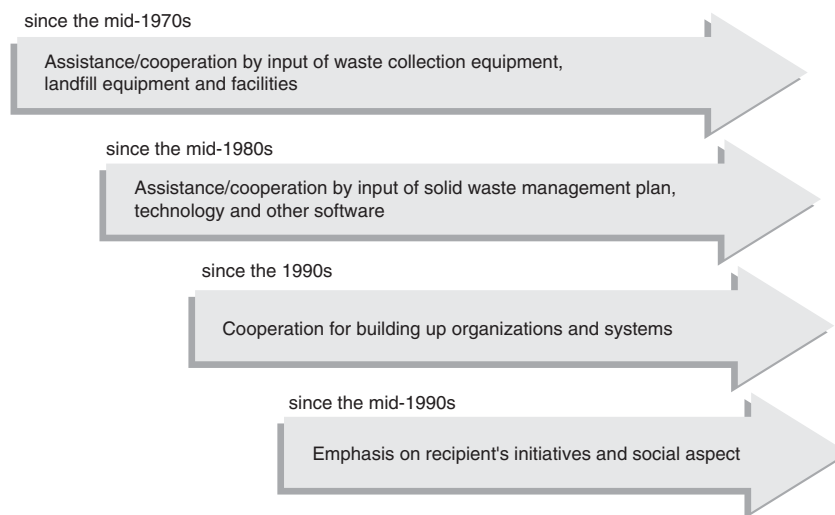 since the mid-1970s
Assistance/cooperation by input of waste collection equipment,
landfill equipment and facilities
since the mid-1980s
Assistance/cooperation by input of solid waste management plan,
technology and other software
since the 1990s
Cooperation for building up organizations and systems
since the mid-1990s
Emphasis on recipient's initiatives and social aspect